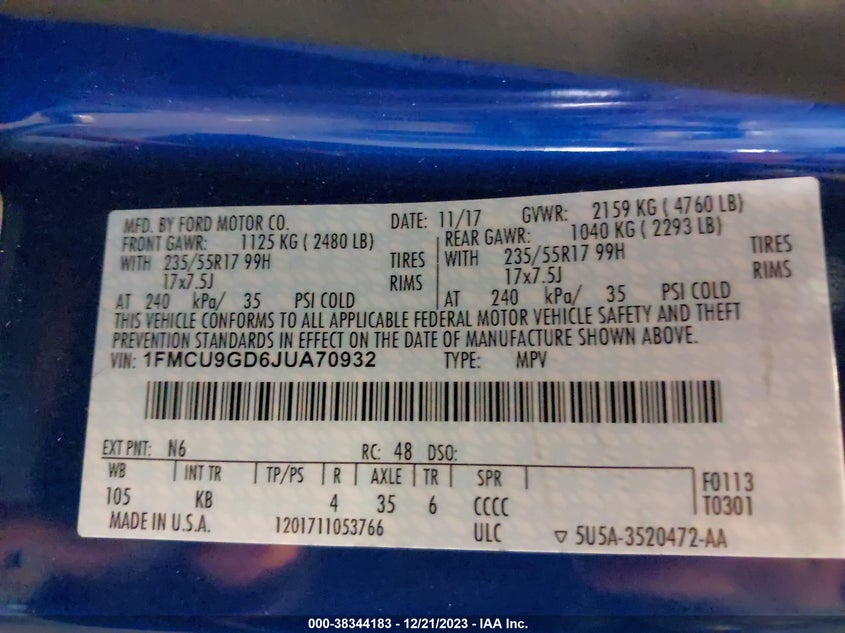 MFD. BY FORD MOTOR CO. DATE: 11/17 GVWR: 2159 KG ( 4760 LB)
FRONT GAWR: 1125 KG ( 2480 LB) REAR GAWR: 1040 KG ( 2293 LB)
WITH 235/55R17 99H TIRES WITH 235/55R17 99H TIRES
17x7.5J RIMS 17x7.5J RIMS
AT 240 kPa/ 35 PSI COLD AT 240 kPa/ 35 PSI COLD
THIS VEHICLE CONFORMS TO ALL APPLICABLE FEDERAL MOTOR VEHICLE SAFETY AND THEFT
PREVENTION STANDARDS IN EFFECT ON THE DATE OF MANUFACTURE SHOWN ABOVE.
VIN: 1FMCU9GD6JUA70932 TYPE: MPV
EXT PNT: N6 RC: 48 DSO:
WB INT TR TP/PS R AXLE TR SPR F0113
105 KB 4 35 6 CCCC T0301
MADE IN U.S.A. 1201711053766 ULC ▽ 5U5A-3520472-AA
000-38344183 - 12/21/2023 - IAA Inc.